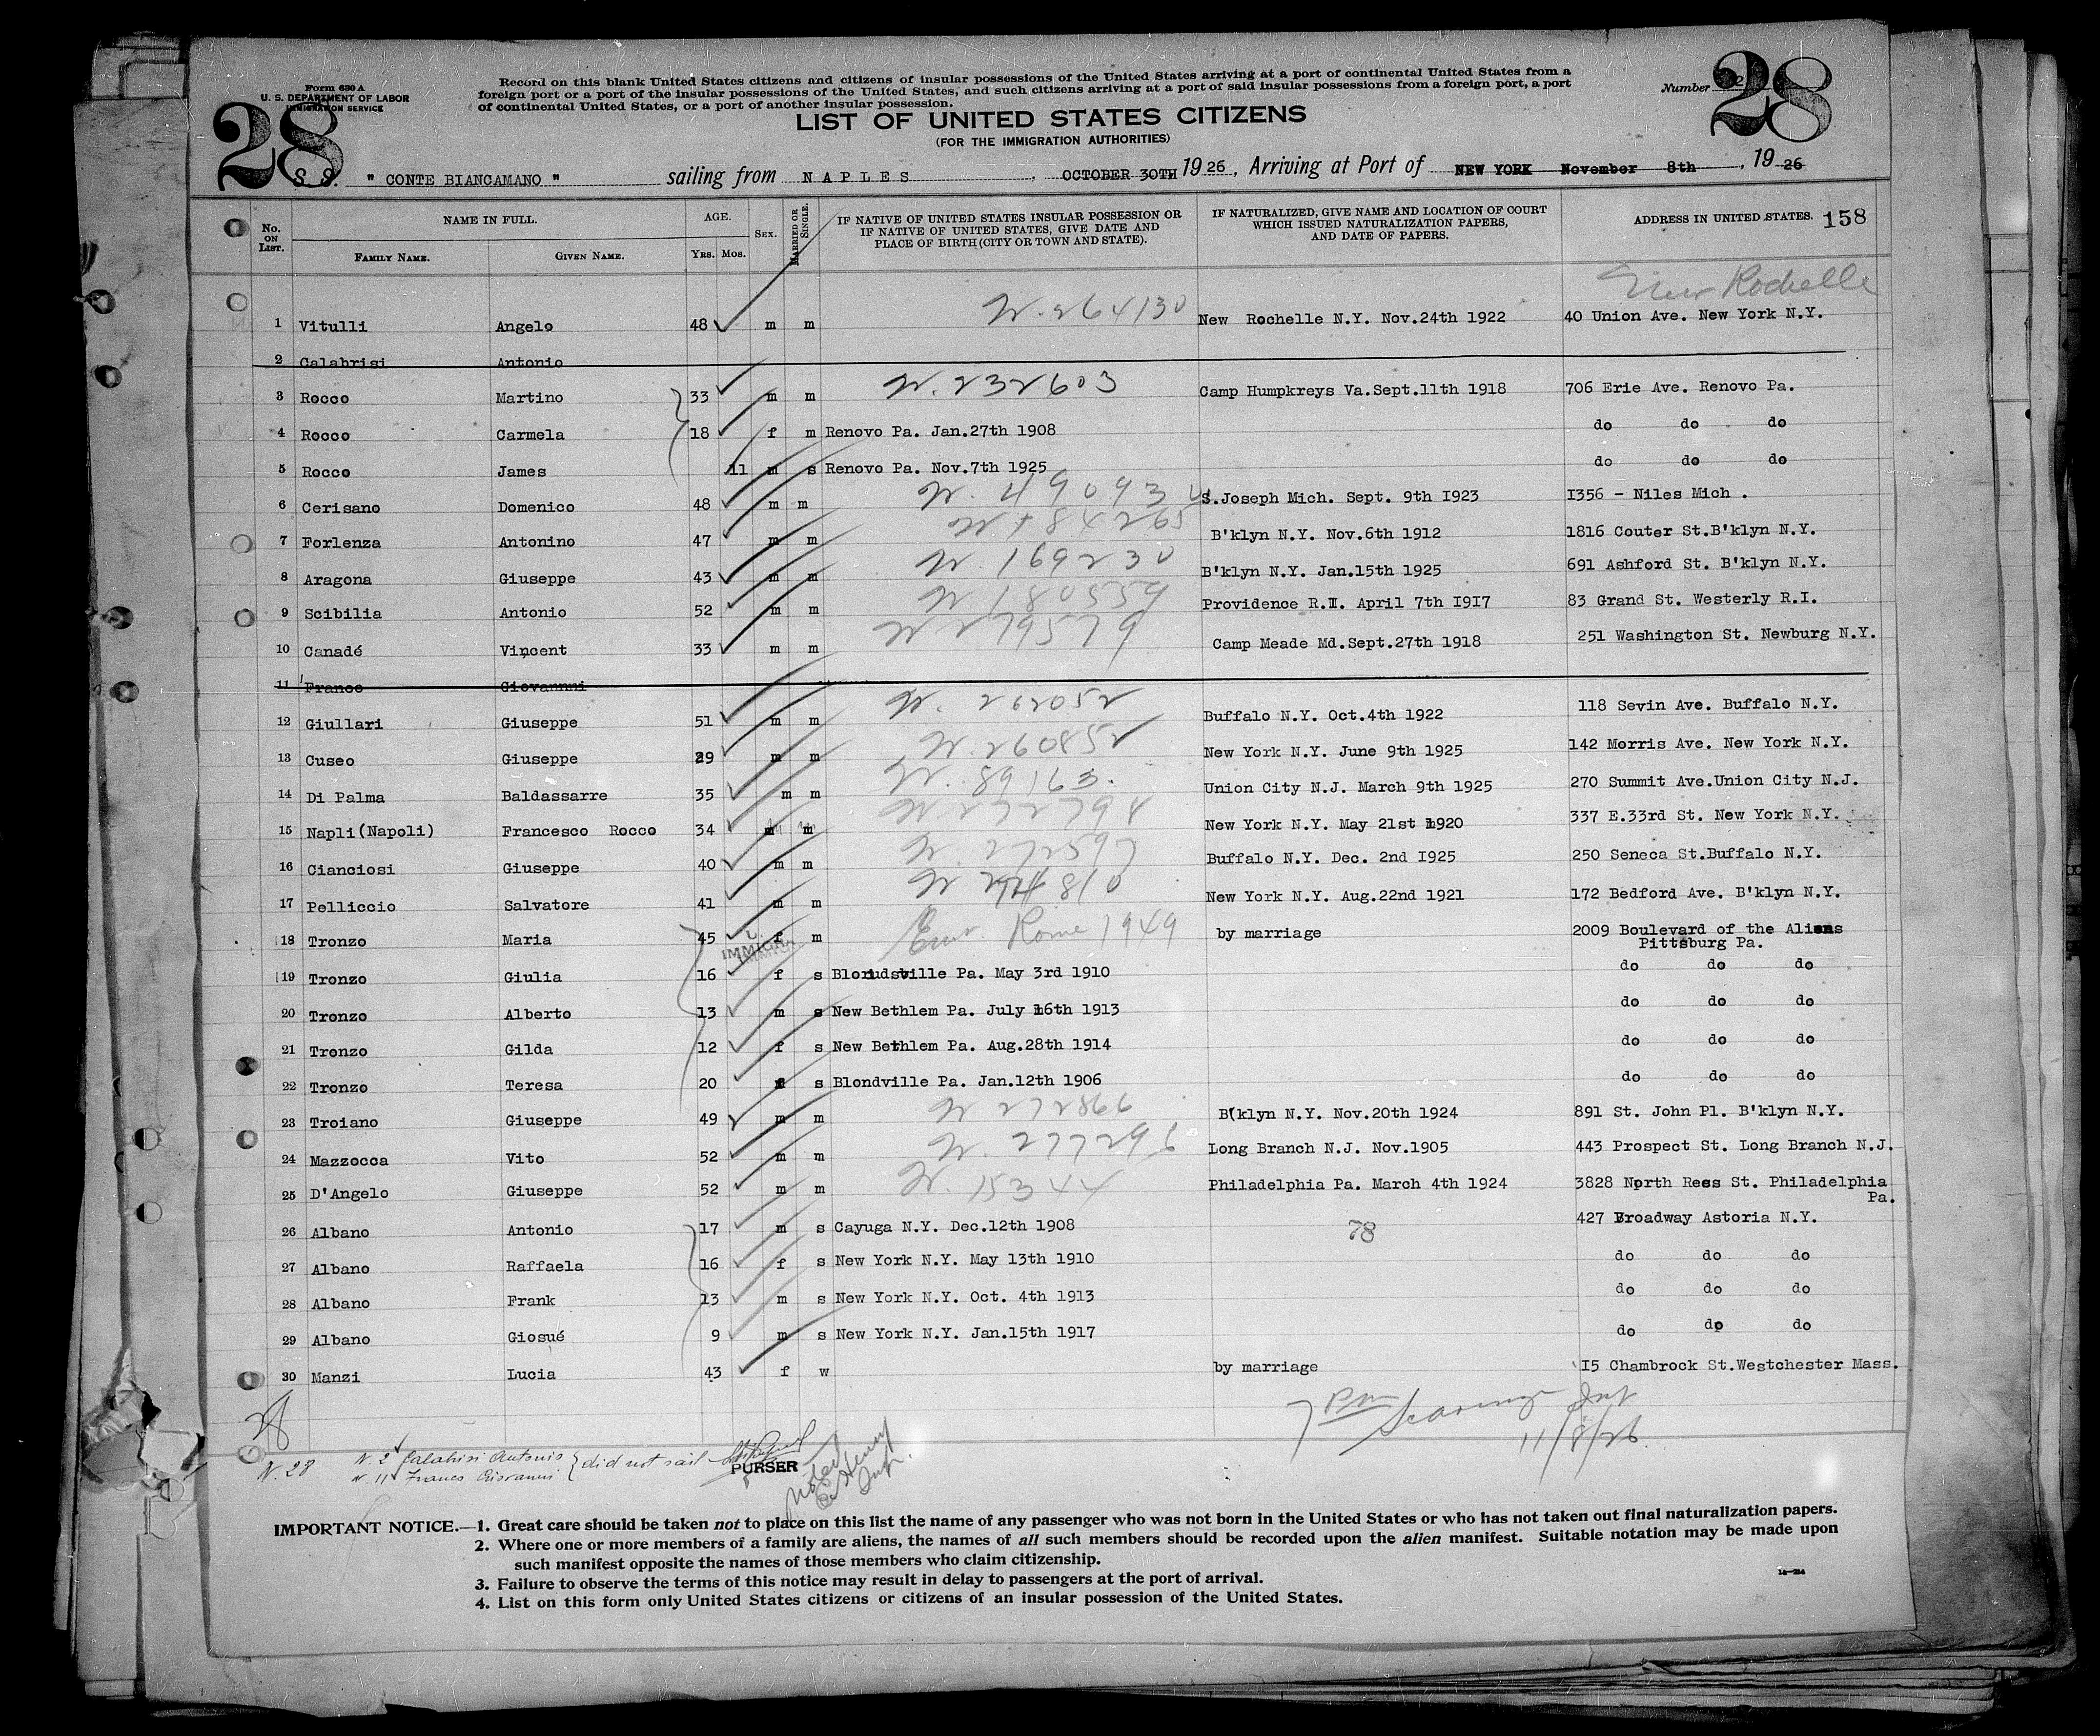 Form 630 A
U. S. DEPARTMENT OF LABOR
IMMIGRATION SERVICE
28
Record on this blank United States citizens and citizens of insular possessions of the United States arriving at a port of continental United States from a
foreign port or a port of the insular possessions of the United States, and such citizens arriving at a port of said insular possessions from a foreign port, a port
of continental United States, or a port of another insular possession.
Number 28
LIST OF UNITED STATES CITIZENS
(FOR THE IMMIGRATION AUTHORITIES)
S. S. " CONTE BIANCAMANO " sailing from NAPLES, OCTOBER 30TH 1926, Arriving at Port of NEW YORK November 8th, 1926
No. ON LIST. NAME IN FULL. FAMILY NAME. GIVEN NAME. AGE. YRS. MOS. SEX. MARRIED OR SINGLE. IF NATIVE OF UNITED STATES INSULAR POSSESSION OR IF NATIVE OF UNITED STATES, GIVE DATE AND PLACE OF BIRTH (CITY OR TOWN AND STATE). IF NATURALIZED, GIVE NAME AND LOCATION OF COURT WHICH ISSUED NATURALIZATION PAPERS, AND DATE OF PAPERS. ADDRESS IN UNITED STATES. 158
New Rochelle
1 Vitulli Angelo 48 m m N. 264130 New Rochelle N.Y. Nov.24th 1922 40 Union Ave. New York N.Y.
2 Calabrisi Antonio
3 Rocco Martino 33 m m N. 232603 Camp Humpkreys Va.Sept.11th 1918 706 Erie Ave. Renovo Pa.
4 Rocco Carmela 18 f m Renovo Pa. Jan.27th 1908 do do do
5 Rocco James 11 m s Renovo Pa. Nov.7th 1925 do do do
6 Cerisano Domenico 48 m m S.Joseph Mich. Sept. 9th I923 I356 - Niles Mich .
7 Forlenza Antonino 47 m m B'klyn N.Y. Nov.6th 1912 1816 Couter St.B'klyn N.Y.
8 Aragona Giuseppe 43 m m N. 169230 B'klyn N.Y. Jan.15th 1925 691 Ashford St. B'klyn N.Y.
9 Scibilia Antonio 52 m m N. 180559 Providence R.I. April 7th I9I7 83 Grand St. Westerly R.I.
10 Canadé Vincent 33 m m N 279579 Camp Meade Md.Sept.27th 1918 251 Washington St. Newburg N.Y.
11 Franco Giovannni
12 Giullari Giuseppe 51 m m N. 262052 Buffalo N.Y. Oct.4th 1922 118 Sevin Ave. Buffalo N.Y.
13 Cuseo Giuseppe 29 m m N. 260852 New York N.Y. June 9th 1925 142 Morris Ave. New York N.Y.
14 Di Palma Baldassarre 35 m m N. 89163. Union City N.J. March 9th 1925 270 Summit Ave.Union City N.J.
15 Napli (Napoli) Francesco Rocco 34 m m N 272798 New York N.Y. May 21st 1920 337 E.33rd St. New York N.Y.
16 Cianciosi Giuseppe 40 m m N. 272597 Buffalo N.Y. Dec. 2nd I925 250 Seneca St.Buffalo N.Y.
17 Pelliccio Salvatore 41 m m New York N.Y. Aug.22nd 1921 172 Bedford Ave. B'klyn N.Y.
18 Tronzo Maria 45 f m Rome 1949 by marriage 2009 Boulevard of the Aliens
Pittsburg Pa.
19 Tronzo Giulia 16 f s Blorudsville Pa. May 3rd 1910 do do do
20 Tronzo Alberto 13 m s New Bethlem Pa. July 16th 1913 do do do
21 Tronzo Gilda 12 f s New Bethlem Pa. Aug.28th 1914 do do do
22 Tronzo Teresa 20 f s Blondville Pa. Jan.12th 1906 do do do
23 Troiano Giuseppe 49 m m N 272866 B(klyn N.Y. Nov.20th 1924 891 St. John Pl. B'klyn N.Y.
24 Mazzocca Vito 52 m m N. 277296 Long Branch N.J. Nov.1905 443 Prospect St. Long Branch N.J.
25 D'Angelo Giuseppe 52 m m N. 15344 Philadelphia Pa. March 4th 1924 3828 North Rees St. Philadelphia
Pa.
26 Albano Antonio 17 m s Cayuga N.Y. Dec.12th 1908 78 427 Broadway Astoria N.Y.
27 Albano Raffaela 16 f s New York N.Y. May 13th 1910 do do do
28 Albano Frank 13 m s New York N.Y. Oct. 4th 1913 do do do
29 Albano Giosué 9 m s New York N.Y. Jan.15th 1917 do do do
30 Manzi Lucia 43 f w by marriage I5 Chambrock St.Westchester Mass.
11/8/26
N. 28 N. 2 Calabrisi Antonio
N. 11 Franco Giovanni } did not sail
PURSER
Noted
IMPORTANT NOTICE.—1. Great care should be taken not to place on this list the name of any passenger who was not born in the United States or who has not taken out final naturalization papers.
2. Where one or more members of a family are aliens, the names of all such members should be recorded upon the alien manifest. Suitable notation may be made upon
such manifest opposite the names of those members who claim citizenship.
3. Failure to observe the terms of this notice may result in delay to passengers at the port of arrival.
4. List on this form only United States citizens or citizens of an insular possession of the United States.